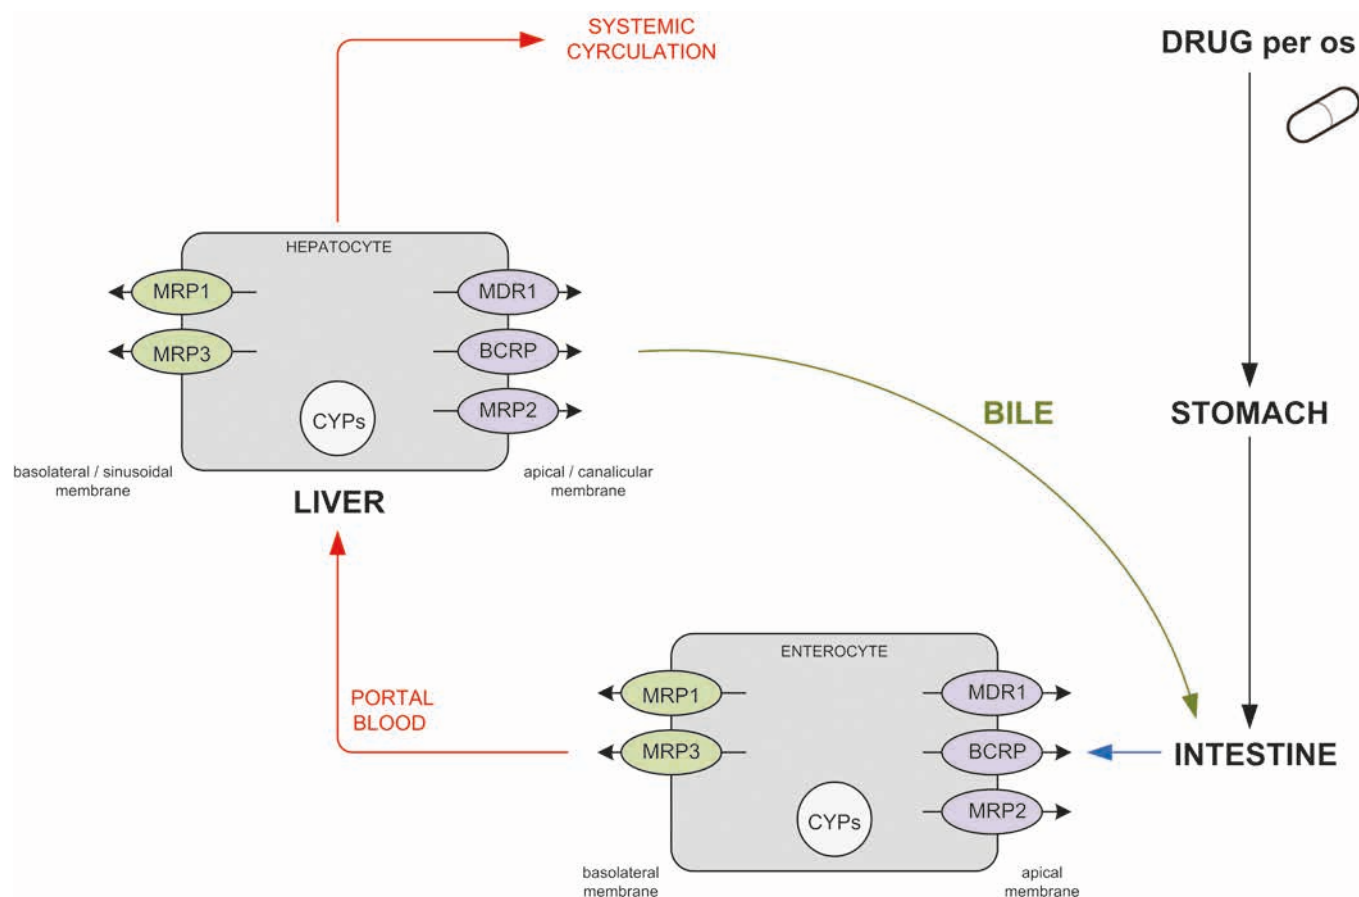 SYSTEMIC
CYRCULATION
DRUG per os
HEPATOCYTE
MRP1
MDR1
MRP3
BCRP
MRP2
CYPs
basolateral / sinusoidal
membrane
apical / canalicular
membrane
LIVER
BILE
STOMACH
ENTEROCYTE
MRP1
MDR1
PORTAL
BLOOD
MRP3
BCRP
INTESTINE
MRP2
CYPs
basolateral
membrane
apical
membrane